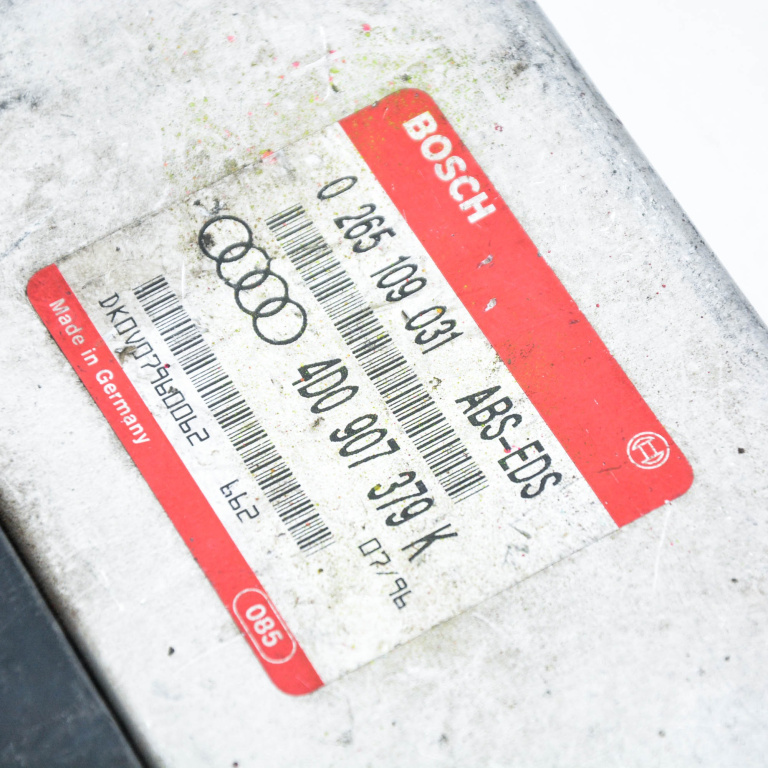 BOSCH
0 265 109 031 ABS-EDS
4D0 907 379 K
07/96
DK0V07960062 662
Made in Germany 085